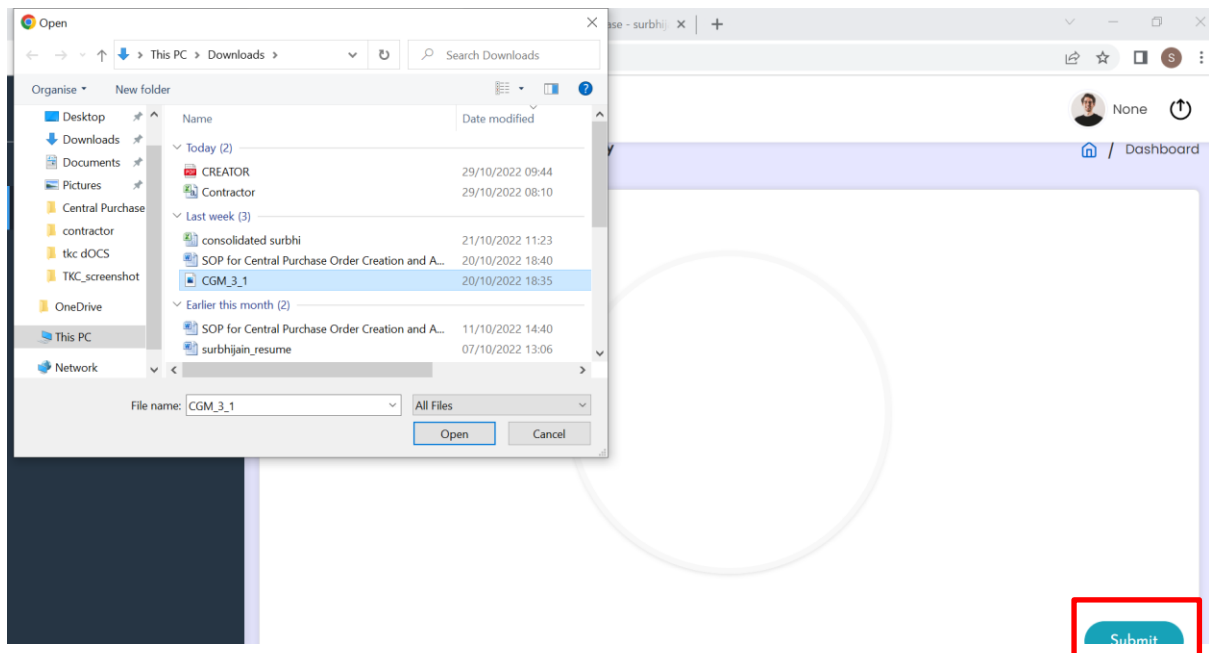 Open
ase - surbhij
This PC > Downloads >
Search Downloads
S
Organise
New folder
None
Desktop
Name
Date modified
Downloads
Today (2)
/ Dashboard
Documents
CREATOR
29/10/2022 09:44
Pictures
Contractor
29/10/2022 08:10
Central Purchase
Last week (3)
contractor
consolidated surbhi
21/10/2022 11:23
tkc dOCS
SOP for Central Purchase Order Creation and A...
20/10/2022 18:40
TKC_screenshot
CGM_3_1
20/10/2022 18:35
OneDrive
Earlier this month (2)
SOP for Central Purchase Order Creation and A...
11/10/2022 14:40
This PC
surbhijain_resume
07/10/2022 13:06
Network
File name: CGM_3_1
All Files
Open
Cancel
Submit